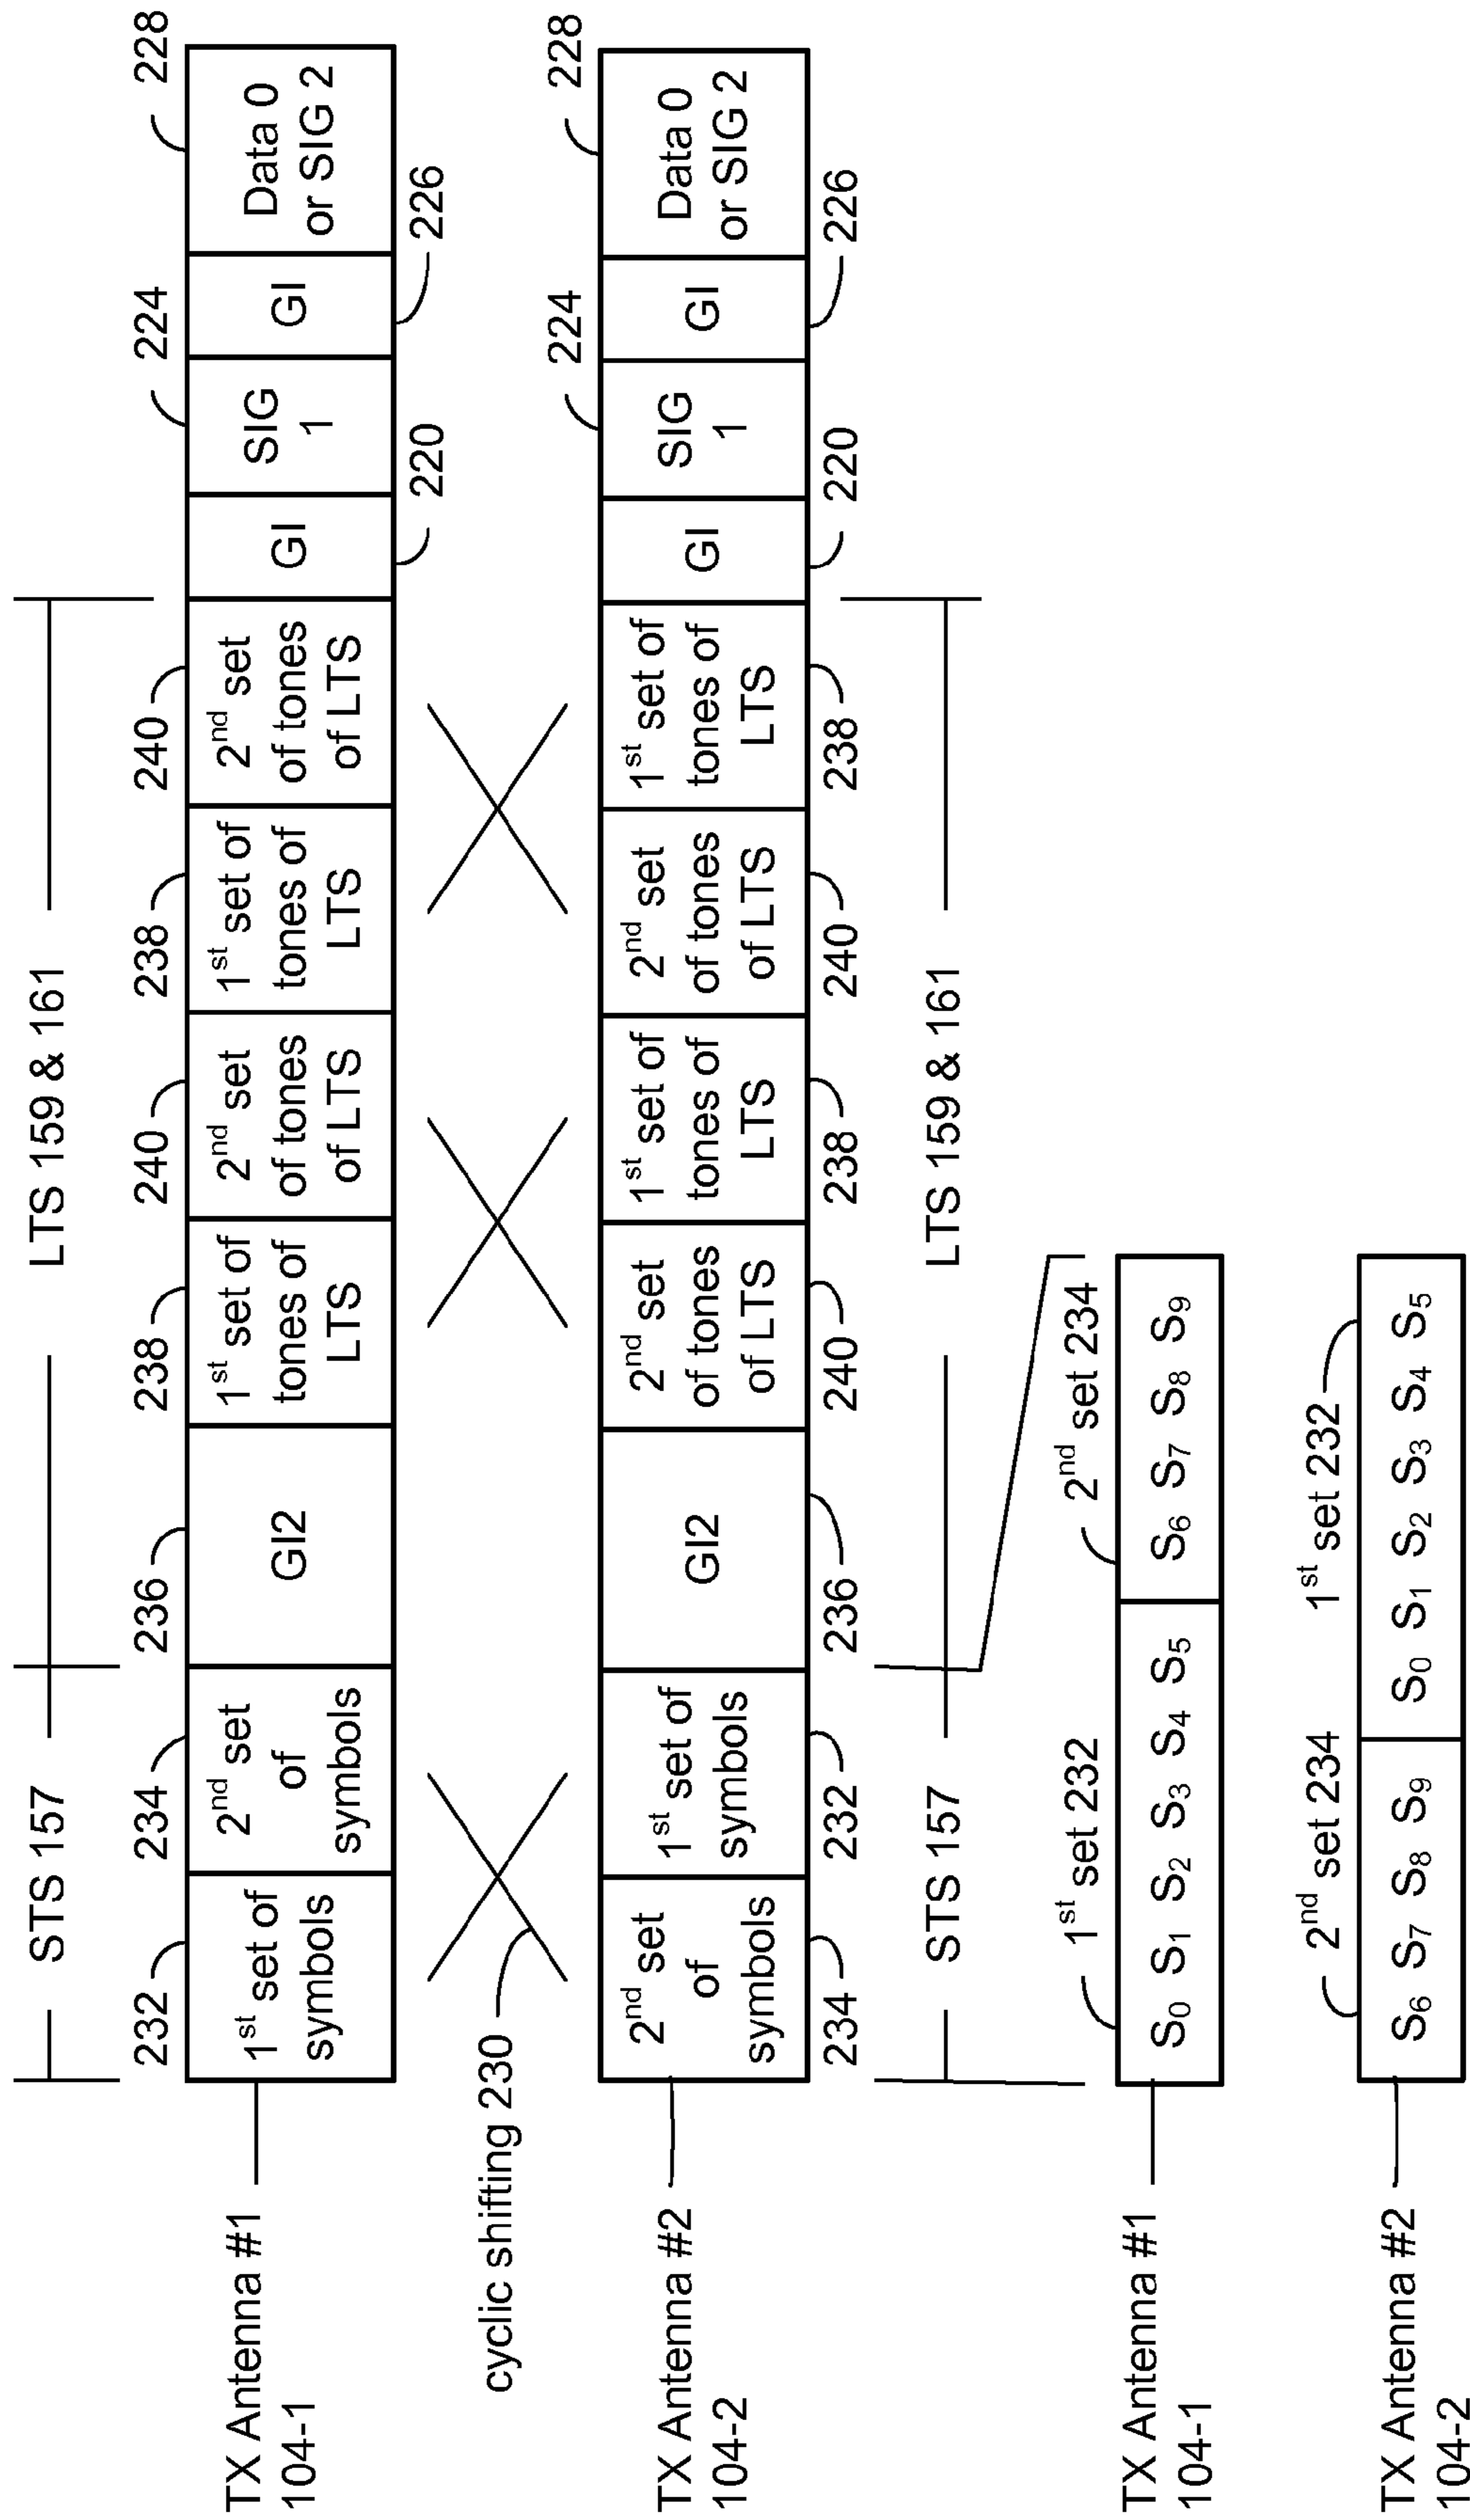 STS 157
LTS 159 & 161
232
234
236
238
240
238
240
224
228
TX Antenna #1
104-1
1st set of
symbols
2nd set
of
symbols
GI2
1st set of
tones of
LTS
2nd set
of tones
of LTS
1st set of
tones of
LTS
2nd set
of tones
of LTS
GI
SIG
1
GI
Data 0
or SIG 2
220
226
cyclic shifting 230
224
228
TX Antenna #2
104-2
2nd set
of
symbols
1st set of
symbols
GI2
2nd set
of tones
of LTS
1st set of
tones of
LTS
2nd set
of tones
of LTS
1st set of
tones of
LTS
GI
SIG
1
GI
Data 0
or SIG 2
234
232
236
240
238
240
238
220
226
STS 157
LTS 159 & 161
1st set 232
2nd set 234
TX Antenna #1
104-1
S0 S1 S2 S3 S4 S5
S6 S7 S8 S9
2nd set 234
1st set 232
TX Antenna #2
104-2
S6 S7 S8 S9
S0 S1 S2 S3 S4 S5